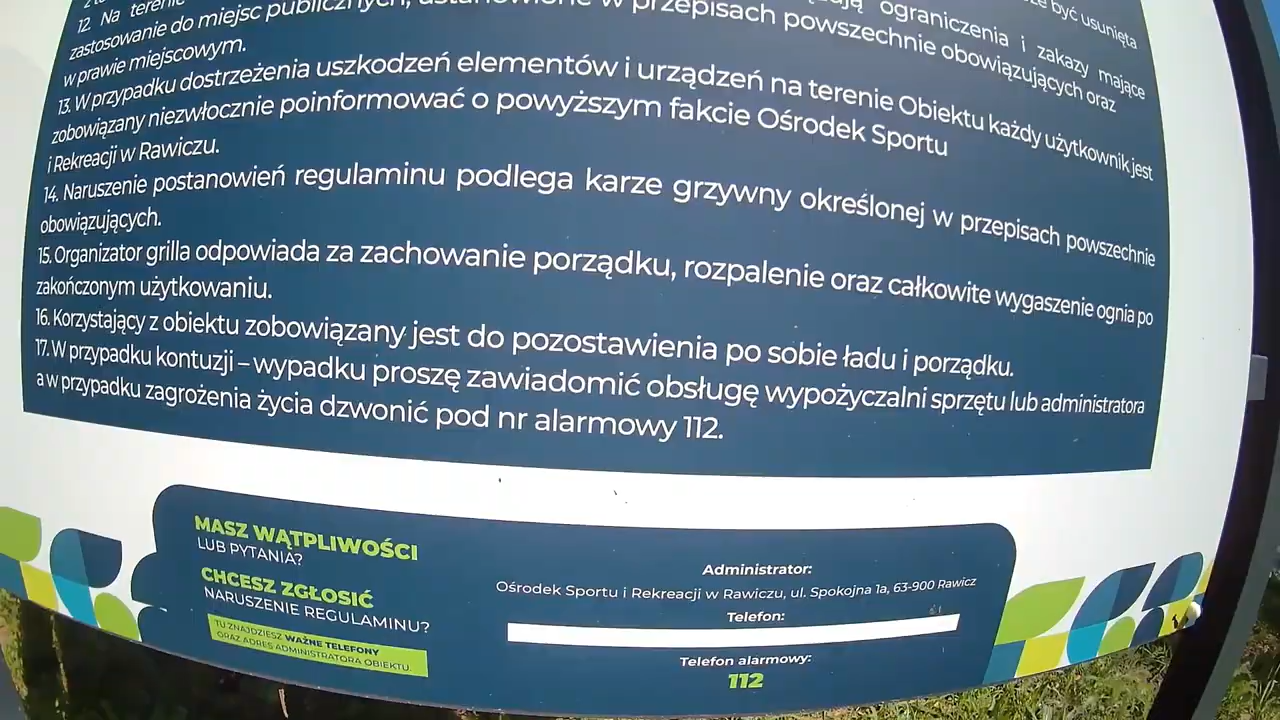 12. Na terenie
ograniczenia i zakazy mające
być usunięta
zastosowanie do miejsc publicznych, ustanowione w przepisach powszechnie obowiązujących oraz
w prawie miejscowym.
13. W przypadku dostrzeżenia uszkodzeń elementów i urządzeń na terenie Obiektu każdy użytkownik jest
zobowiązany niezwłocznie poinformować o powyższym fakcie Ośrodek Sportu
i Rekreacji w Rawiczu.
14. Naruszenie postanowień regulaminu podlega karze grzywny określonej w przepisach powszechnie
obowiązujących.
15. Organizator grilla odpowiada za zachowanie porządku, rozpalenie oraz całkowite wygaszenie ognia po
zakończonym użytkowaniu.
16. Korzystający z obiektu zobowiązany jest do pozostawienia po sobie ładu i porządku.
17. W przypadku kontuzji – wypadku proszę zawiadomić obsługę wypożyczalni sprzętu lub administratora
a w przypadku zagrożenia życia dzwonić pod nr alarmowy 112.
MASZ WĄTPLIWOŚCI
LUB PYTANIA?
CHCESZ ZGŁOSIĆ
NARUSZENIE REGULAMINU?
TU ZNAJDZIESZ WAŻNE TELEFONY
ORAZ ADRES ADMINISTRATORA OBIEKTU.
Administrator:
Ośrodek Sportu i Rekreacji w Rawiczu, ul. Spokojna 1a, 63-900 Rawicz
Telefon:
Telefon alarmowy:
112